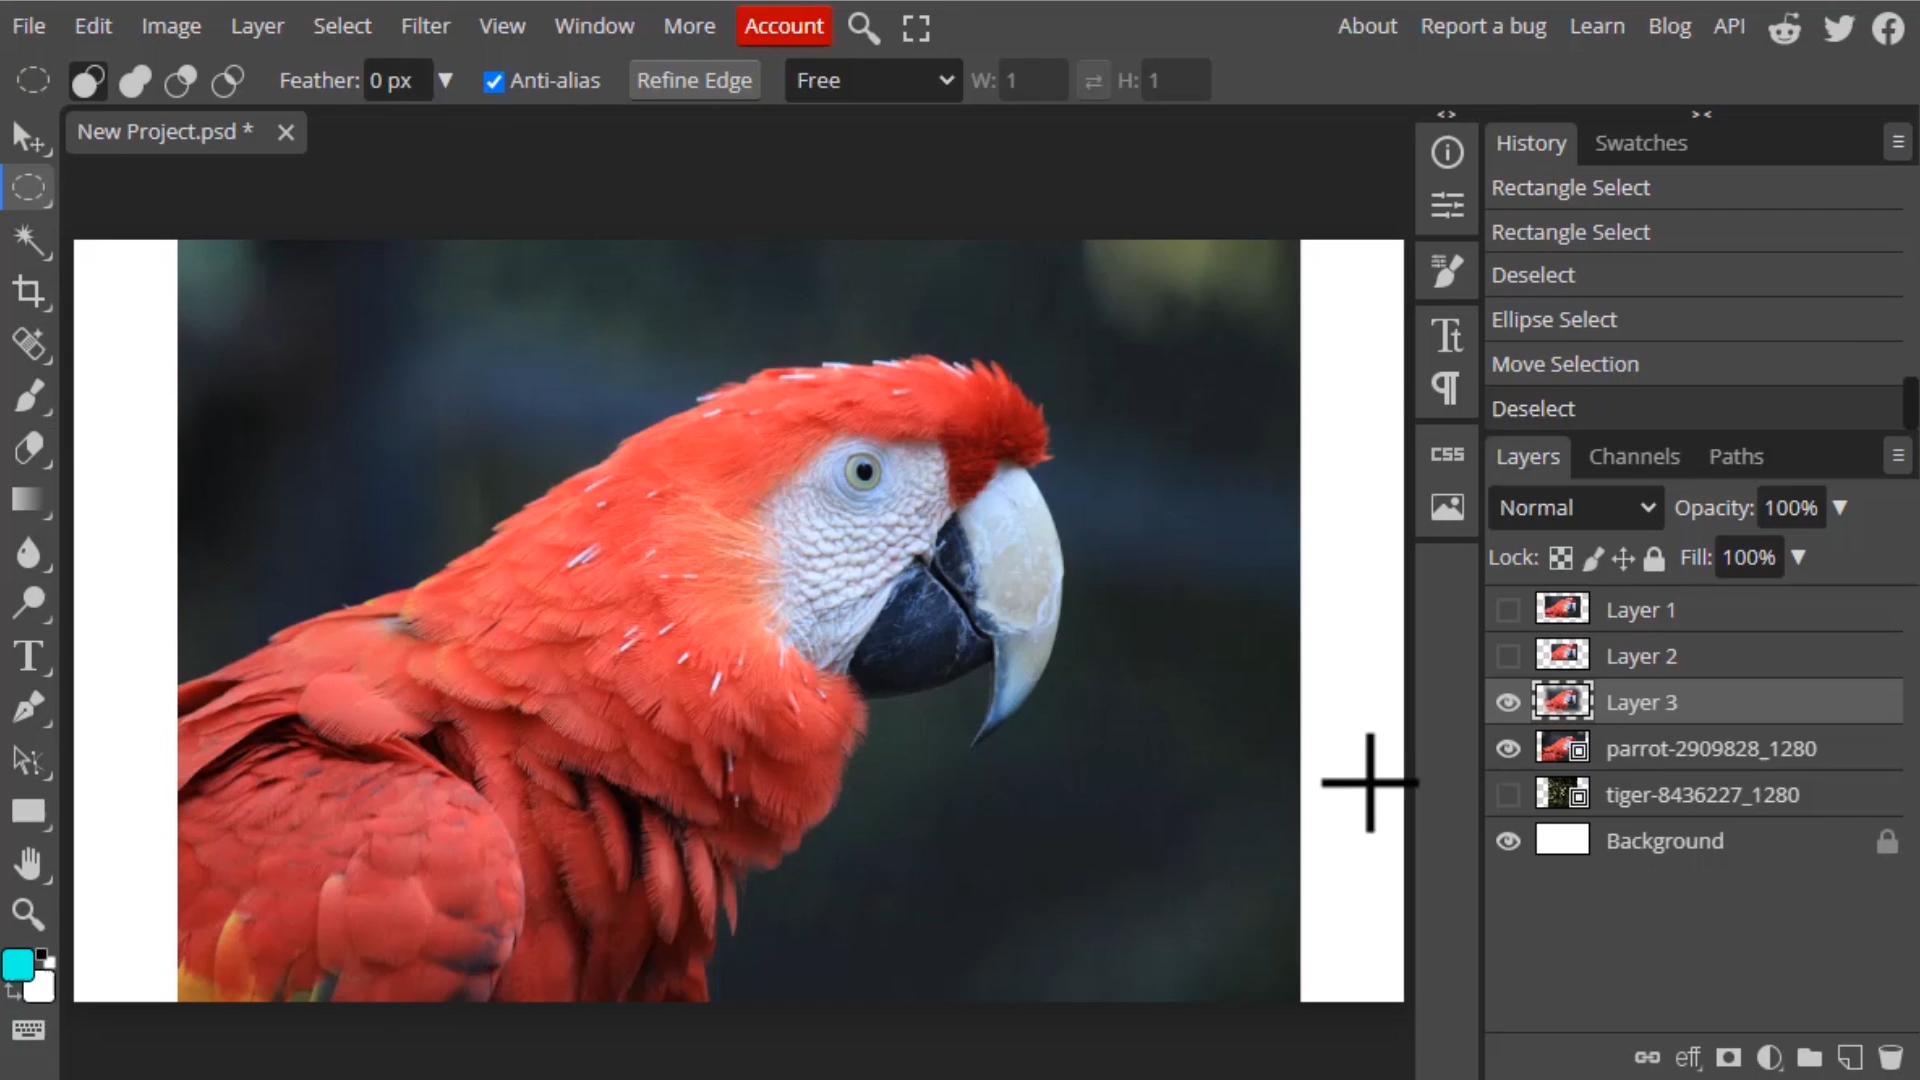 File Edit Image Layer Select Filter View Window More Account About Report a bug Learn Blog API
Feather: 0 px Anti-alias Refine Edge Free W: 1 H: 1
New Project.psd *
History Swatches
Rectangle Select
Rectangle Select
Deselect
Ellipse Select
Move Selection
Deselect
CSS
Layers Channels Paths
Normal Opacity: 100%
Lock: Fill: 100%
Layer 1
Layer 2
Layer 3
parrot-2909828_1280
tiger-8436227_1280
Background
eff